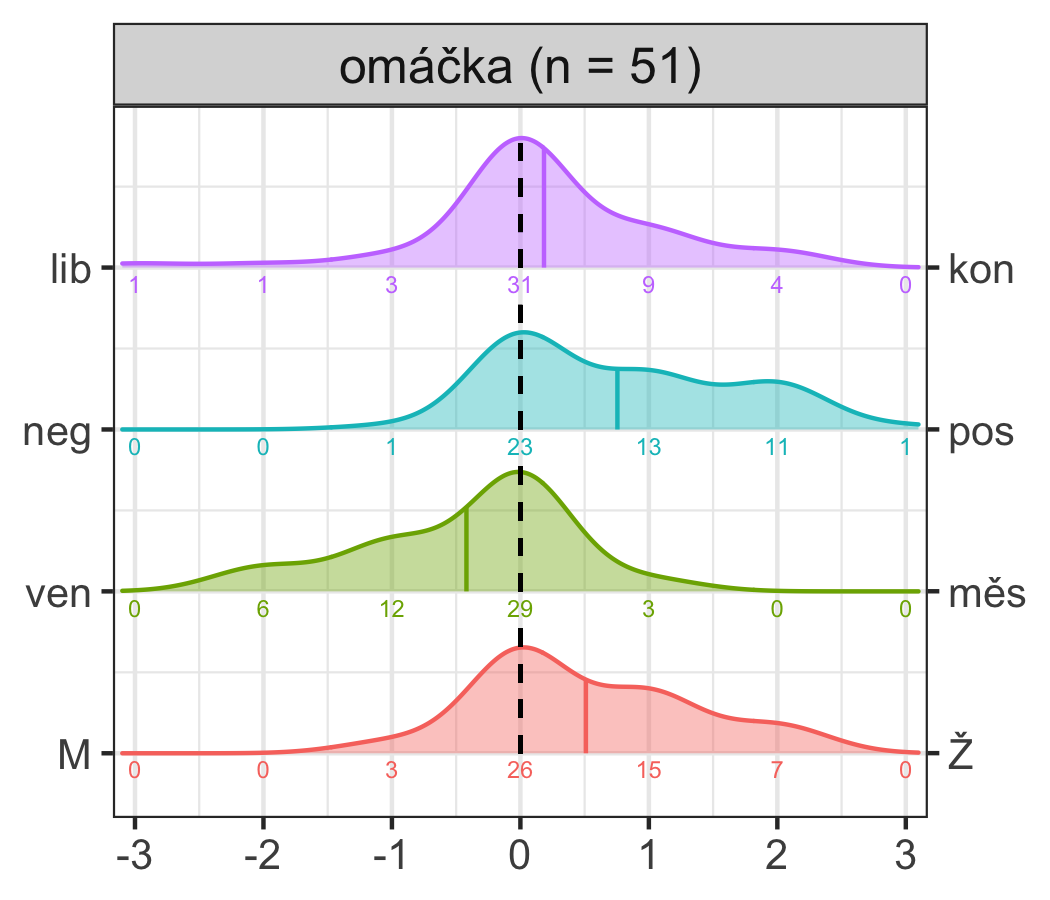 omáčka (n = 51)
lib kon
1 1 3 31 9 4 0
neg pos
0 0 1 23 13 11 1
ven měs
0 6 12 29 3 0 0
M Ž
0 0 3 26 15 7 0
-3 -2 -1 0 1 2 3